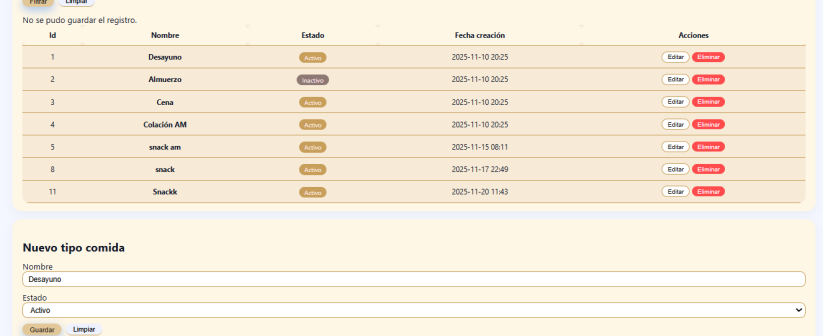 Filtrar Limpiar
No se pudo guardar el registro.
Id Nombre Estado Fecha creación Acciones
1 Desayuno Activo 2025-11-10 20:25 Editar Eliminar
2 Almuerzo Inactivo 2025-11-10 20:25 Editar Eliminar
3 Cena Activo 2025-11-10 20:25 Editar Eliminar
4 Colación AM Activo 2025-11-10 20:25 Editar Eliminar
5 snack am Activo 2025-11-15 08:11 Editar Eliminar
8 snack Activo 2025-11-17 22:49 Editar Eliminar
11 Snackk Activo 2025-11-20 11:43 Editar Eliminar
Nuevo tipo comida
Nombre
Desayuno
Estado
Activo
Guardar Limpiar